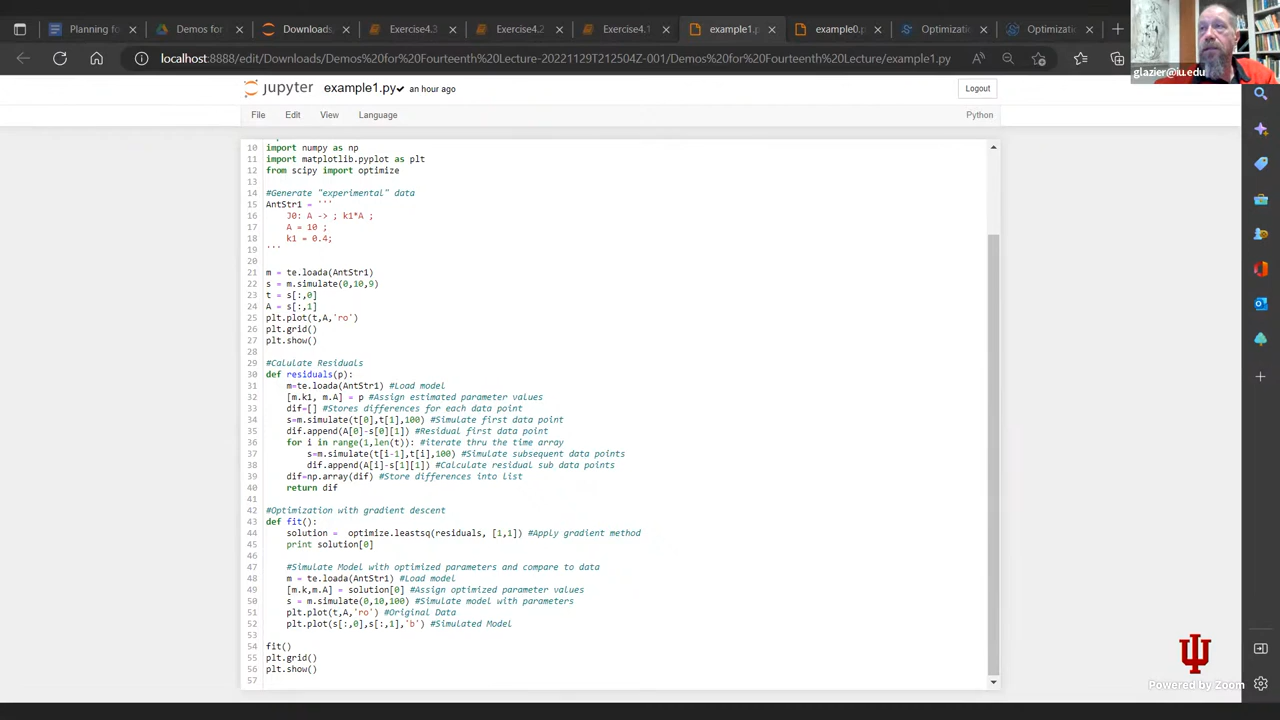 Planning fo
Demos for
Downloads
Exercise4.3
Exercise4.2
Exercise4.1
example1.p
example0.p
Optimizatio
Optimizatio
localhost:8888/edit/Downloads/Demos%20for%20Fourteenth%20Lecture-20221129T212504Z-001/Demos%20for%20Fourteenth%20Lecture/example1.py
glazier@iu.edu
jupyter example1.py✔ an hour ago
Logout
File Edit View Language
Python
10 import numpy as np
11 import matplotlib.pyplot as plt
12 from scipy import optimize
13
14 #Generate "experimental" data
15 AntStr1 = '''
16 J0: A -> ; k1*A ;
17 A = 10 ;
18 k1 = 0.4;
19 '''
20
21 m = te.loada(AntStr1)
22 s = m.simulate(0,10,9)
23 t = s[:,0]
24 A = s[:,1]
25 plt.plot(t,A,'ro')
26 plt.grid()
27 plt.show()
28
29 #Calulate Residuals
30 def residuals(p):
31 m=te.loada(AntStr1) #Load model
32 [m.k1, m.A] = p #Assign estimated parameter values
33 dif=[] #Stores differences for each data point
34 s=m.simulate(t[0],t[1],100) #Simulate first data point
35 dif.append(A[0]-s[0][1]) #Residual first data point
36 for i in range(1,len(t)): #iterate thru the time array
37 s=m.simulate(t[i-1],t[i],100) #Simulate subsequent data points
38 dif.append(A[i]-s[1][1]) #Calculate residual sub data points
39 dif=np.array(dif) #Store differences into list
40 return dif
41
42 #Optimization with gradient descent
43 def fit():
44 solution =  optimize.leastsq(residuals, [1,1]) #Apply gradient method
45 print solution[0]
46
47 #Simulate Model with optimized parameters and compare to data
48 m = te.loada(AntStr1) #Load model
49 [m.k,m.A] = solution[0] #Assign optimized parameter values
50 s = m.simulate(0,10,100) #Simulate model with parameters
51 plt.plot(t,A,'ro') #Original Data
52 plt.plot(s[:,0],s[:,1],'b') #Simulated Model
53
54 fit()
55 plt.grid()
56 plt.show()
57
Powered by Zoom